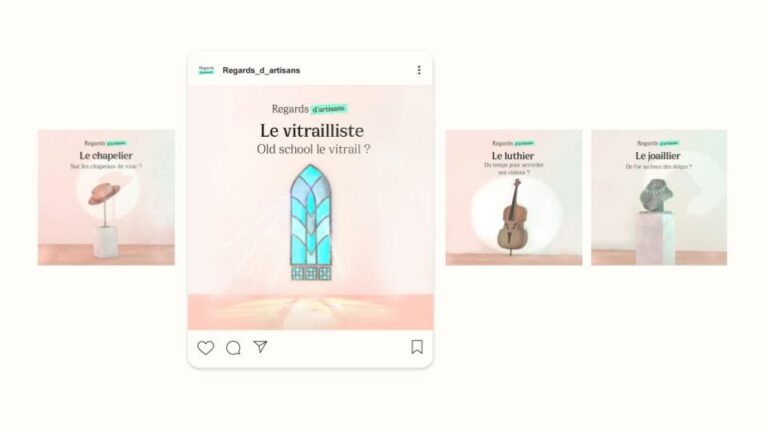 Regards d'artisans
Le chapelier
Sur les chapeaux de roue ?
Regards d'artisans
Regards_d_artisans
Regards d'artisans
Le vitrailliste
Old school le vitrail ?
Regards d'artisans
Le luthier
Du temps pour accorder
ses violons ?
Regards d'artisans
Le joaillier
De l'or au bout des doigts ?